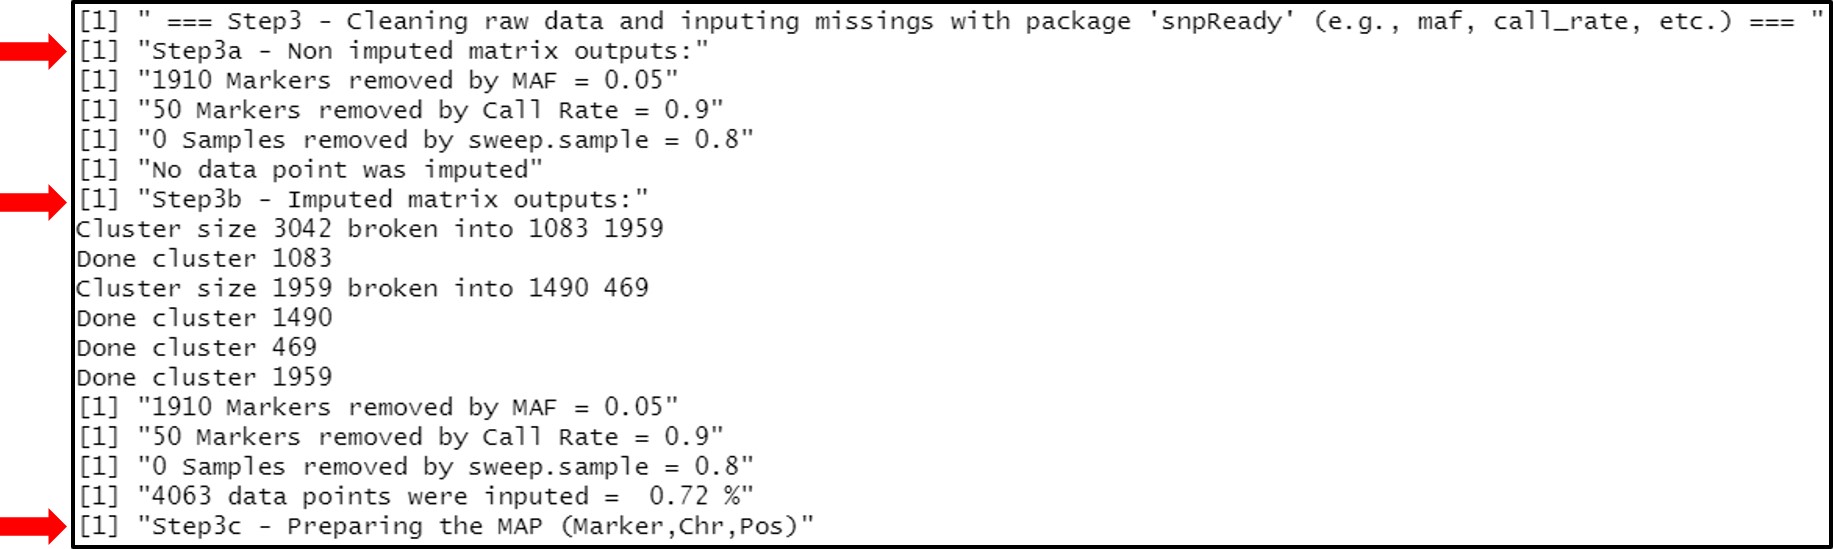 [1] " === Step3 - Cleaning raw data and inputing missings with package 'snpReady' (e.g., maf, call_rate, etc.) === "
[1] "Step3a - Non imputed matrix outputs:"
[1] "1910 Markers removed by MAF = 0.05"
[1] "50 Markers removed by Call Rate = 0.9"
[1] "0 Samples removed by sweep.sample = 0.8"
[1] "No data point was imputed"
[1] "Step3b - Imputed matrix outputs:"
Cluster size 3042 broken into 1083 1959
Done cluster 1083
Cluster size 1959 broken into 1490 469
Done cluster 1490
Done cluster 469
Done cluster 1959
[1] "1910 Markers removed by MAF = 0.05"
[1] "50 Markers removed by Call Rate = 0.9"
[1] "0 Samples removed by sweep.sample = 0.8"
[1] "4063 data points were inputed =  0.72 %"
[1] "Step3c - Preparing the MAP (Marker,Chr,Pos)"